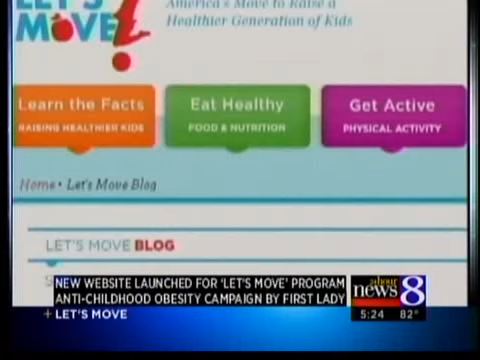 LET'S
MOVE!
America's Move to Raise a
Healthier Generation of Kids
Learn the Facts
RAISING HEALTHIER KIDS
Eat Healthy
FOOD & NUTRITION
Get Active
PHYSICAL ACTIVITY
Home • Let's Move Blog
LET'S MOVE BLOG
NEW WEBSITE LAUNCHED FOR 'LET'S MOVE' PROGRAM
ANTI-CHILDHOOD OBESITY CAMPAIGN BY FIRST LADY
+ LET'S MOVE
news 8
5:24 82°